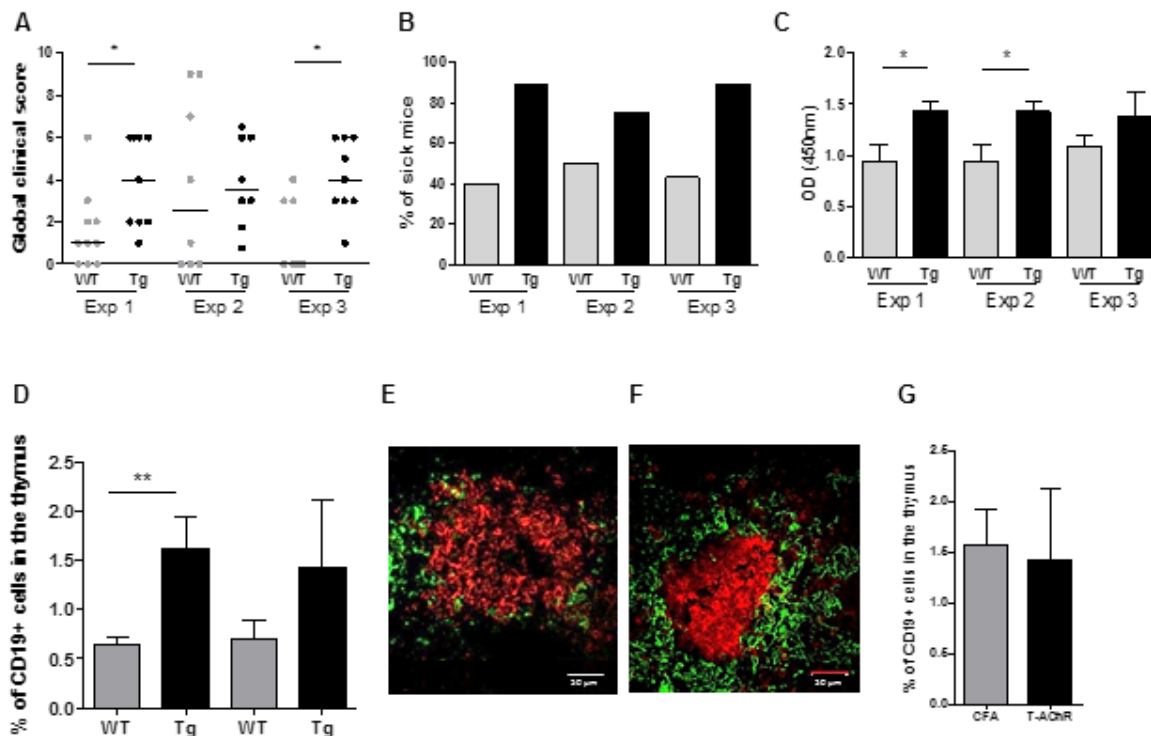 A
Global clinical score
10
8
6
4
2
0
*
*
WT Tg WT Tg WT Tg
Exp 1 Exp 2 Exp 3
B
% of sick mice
100
80
60
40
20
0
WT Tg WT Tg WT Tg
Exp 1 Exp 2 Exp 3
C
OD (450nm)
2.0
1.5
1.0
0.5
0.0
*
*
WT Tg WT Tg WT Tg
Exp 1 Exp 2 Exp 3
D
% of CD19+ cells in the thymus
2.5
2.0
1.5
1.0
0.5
0.0
**
WT Tg WT Tg
E
F
G
% of CD19+ cells in the thymus
2.5
2.0
1.5
1.0
0.5
0.0
CFA T-AChR